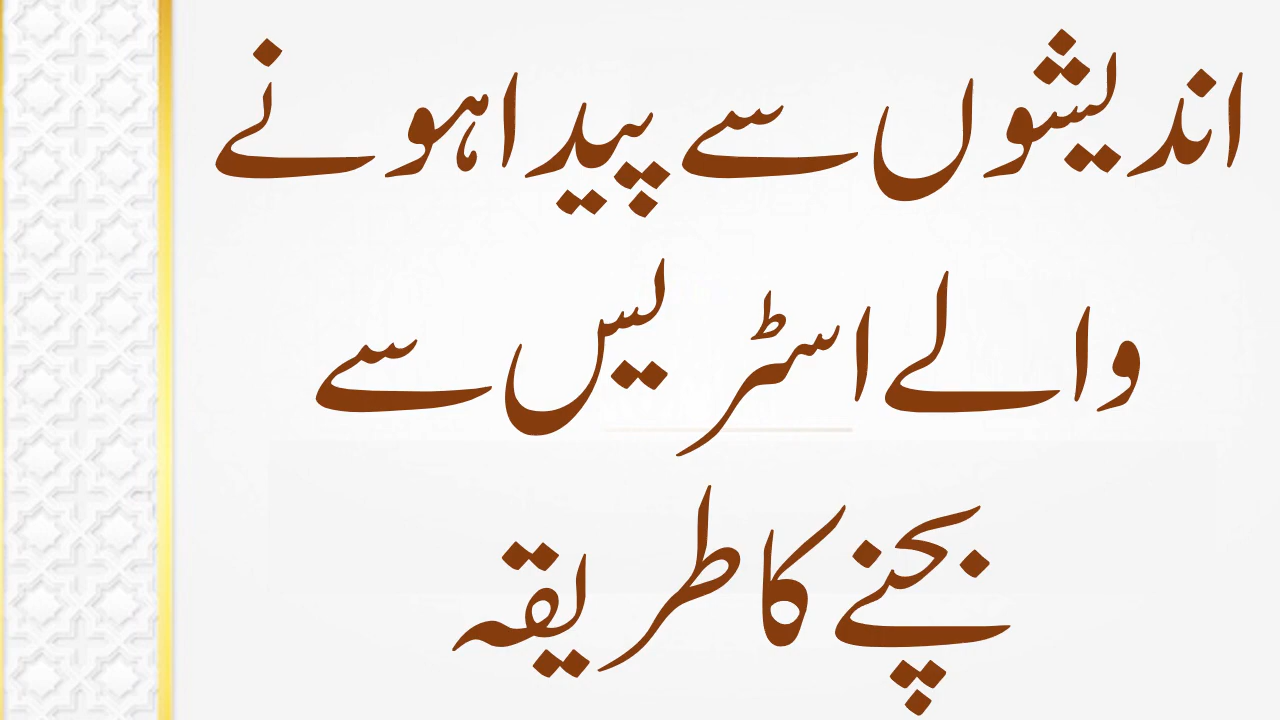 اندیشوں سے پیدا ہونے
والے اسٹریس سے
بچنے کا طریقہ